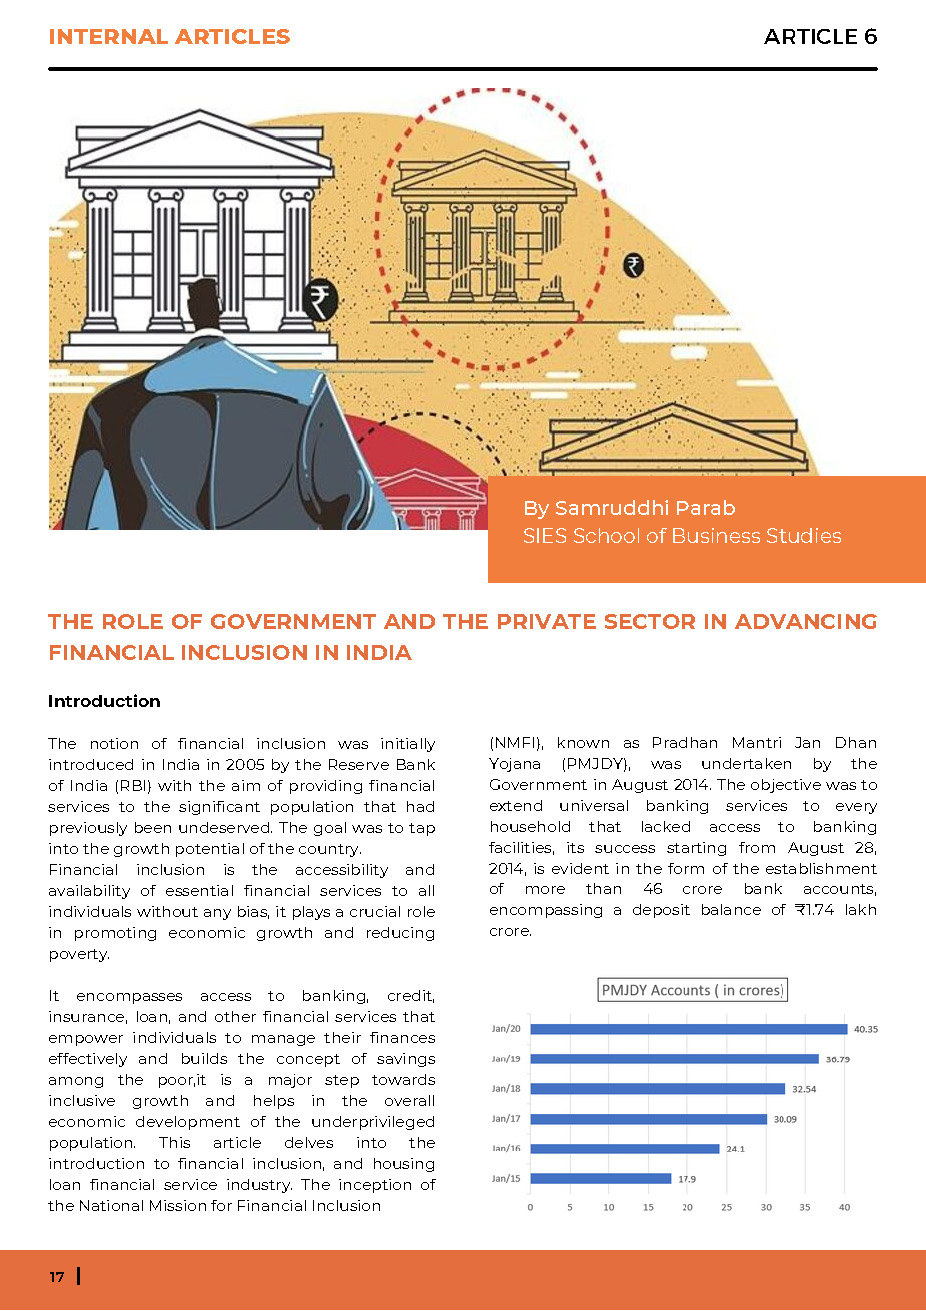 INTERNAL ARTICLES
ARTICLE 6
₹
₹
By Samruddhi Parab
SIES School of Business Studies
THE ROLE OF GOVERNMENT AND THE PRIVATE SECTOR IN ADVANCING
FINANCIAL INCLUSION IN INDIA
Introduction
The notion of financial inclusion was initially
introduced in India in 2005 by the Reserve Bank
of India (RBI) with the aim of providing financial
services to the significant population that had
previously been undeserved. The goal was to tap
into the growth potential of the country.
Financial inclusion is the accessibility and
availability of essential financial services to all
individuals without any bias, it plays a crucial role
in promoting economic growth and reducing
poverty.
It encompasses access to banking, credit,
insurance, loan, and other financial services that
empower individuals to manage their finances
effectively and builds the concept of savings
among the poor,it is a major step towards
inclusive growth and helps in the overall
economic development of the underprivileged
population. This article delves into the
introduction to financial inclusion, and housing
loan financial service industry. The inception of
the National Mission for Financial Inclusion
(NMFI), known as Pradhan Mantri Jan Dhan
Yojana (PMJDY), was undertaken by the
Government in August 2014. The objective was to
extend universal banking services to every
household that lacked access to banking
facilities, its success starting from August 28,
2014, is evident in the form of the establishment
of more than 46 crore bank accounts,
encompassing a deposit balance of ₹1.74 lakh
crore.
PMJDY Accounts ( in crores)
Jan/20 40.35
Jan/19 36.79
Jan/18 32.54
Jan/17 30.09
Jan/16 24.1
Jan/15 17.9
0 5 10 15 20 25 30 35 40
17